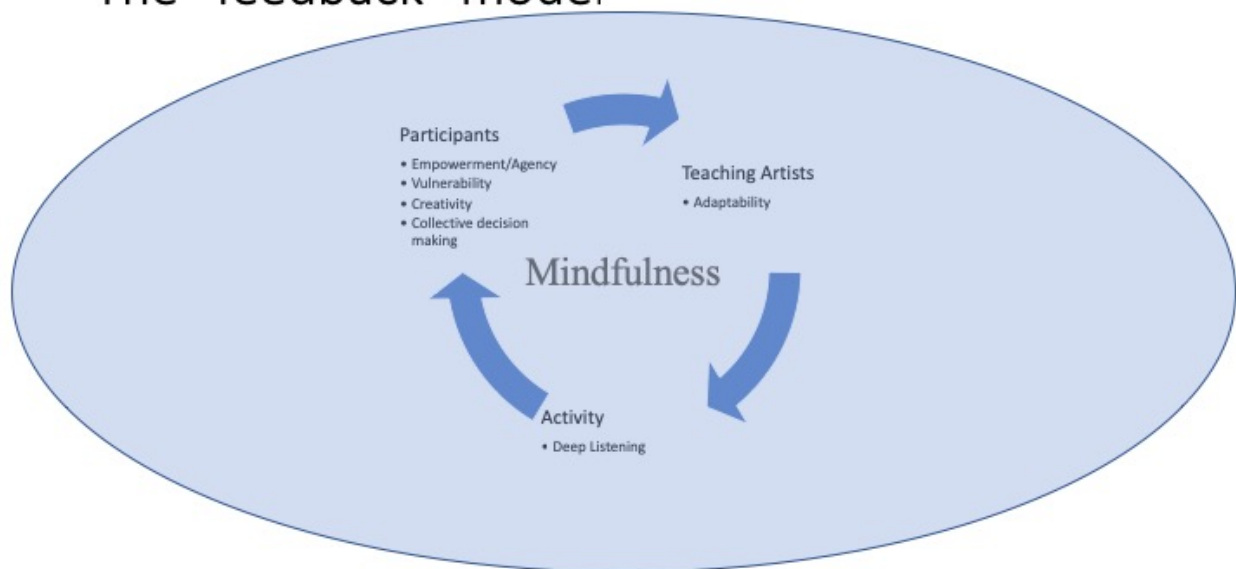 The feedback model
Participants
• Empowerment/Agency
• Vulnerability
• Creativity
• Collective decision
making
Teaching Artists
• Adaptability
Mindfulness
Activity
• Deep Listening